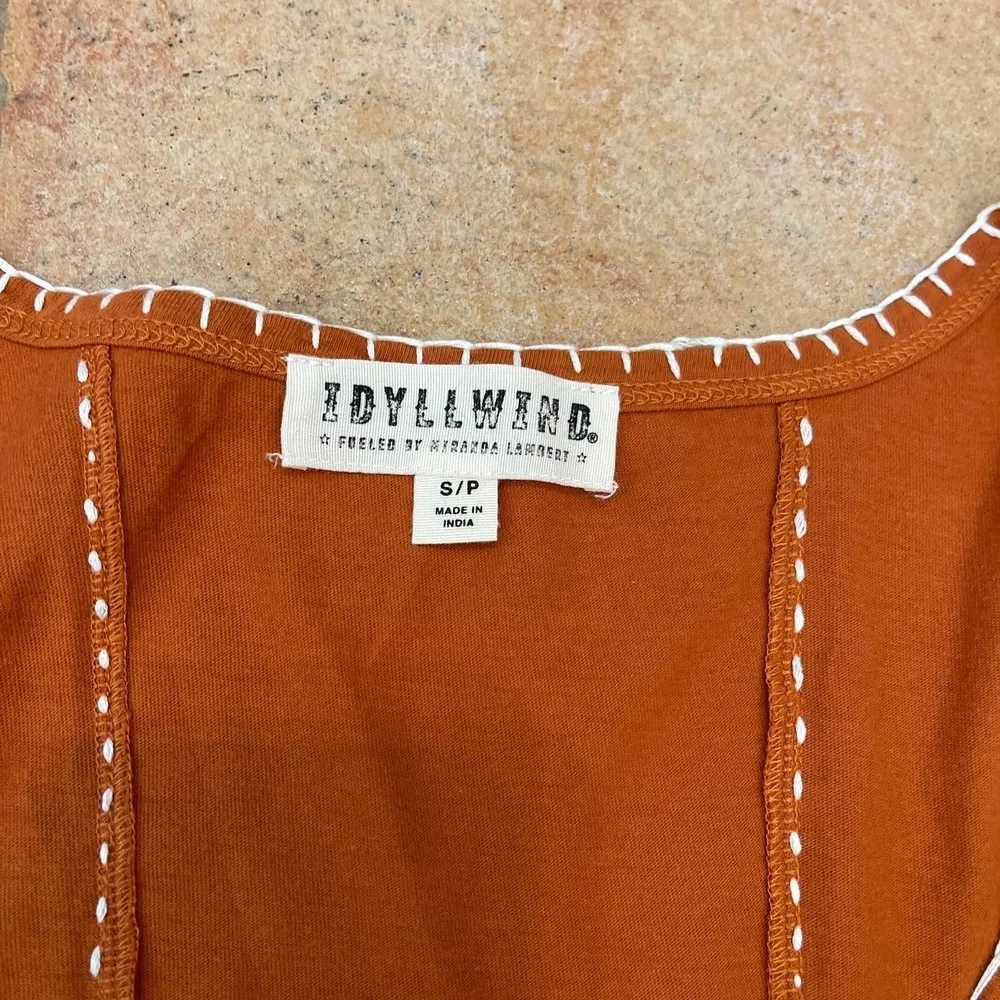 IDYLLWIND®
☆ FUELED BY MIRANDA LAMBERT ☆
S/P
MADE IN
INDIA